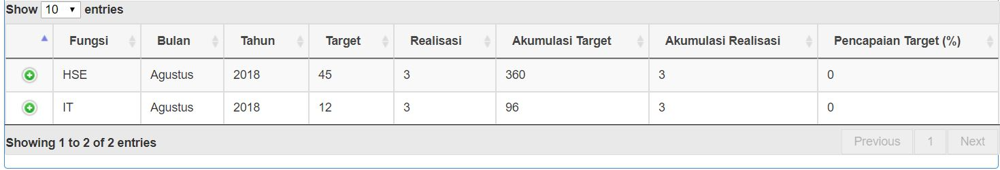 Show 10 entries
Fungsi Bulan Tahun Target Realisasi Akumulasi Target Akumulasi Realisasi Pencapaian Target (%)
HSE Agustus 2018 45 3 360 3 0
IT Agustus 2018 12 3 96 3 0
Showing 1 to 2 of 2 entries Previous 1 Next